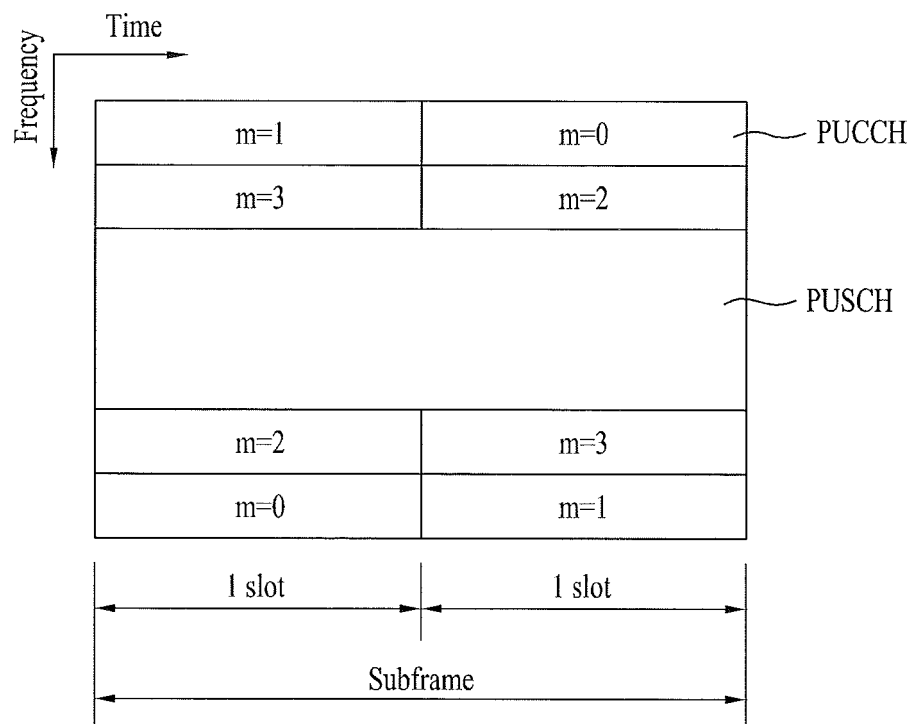 Time
Frequency
m=1 m=0 PUCCH
m=3 m=2
PUSCH
m=2 m=3
m=0 m=1
1 slot 1 slot
Subframe